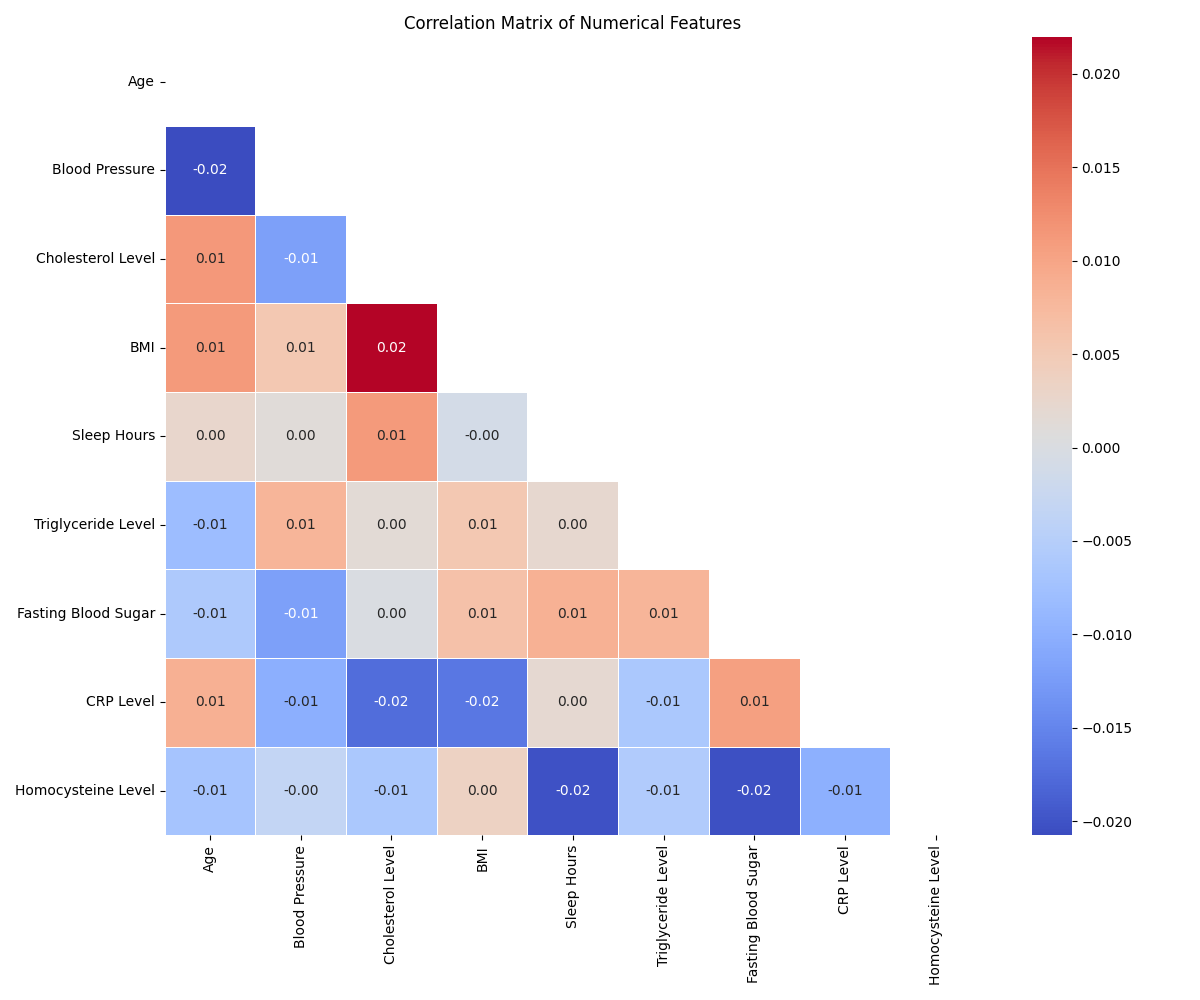 Correlation Matrix of Numerical Features
Age
Blood Pressure -0.02
Cholesterol Level 0.01 -0.01
BMI 0.01 0.01 0.02
Sleep Hours 0.00 0.00 0.01 -0.00
Triglyceride Level -0.01 0.01 0.00 0.01 0.00
Fasting Blood Sugar -0.01 -0.01 0.00 0.01 0.01 0.01
CRP Level 0.01 -0.01 -0.02 -0.02 0.00 -0.01 0.01
Homocysteine Level -0.01 -0.00 -0.01 0.00 -0.02 -0.01 -0.02 -0.01
Age
Blood Pressure
Cholesterol Level
BMI
Sleep Hours
Triglyceride Level
Fasting Blood Sugar
CRP Level
Homocysteine Level
0.020
0.015
0.010
0.005
0.000
−0.005
−0.010
−0.015
−0.020